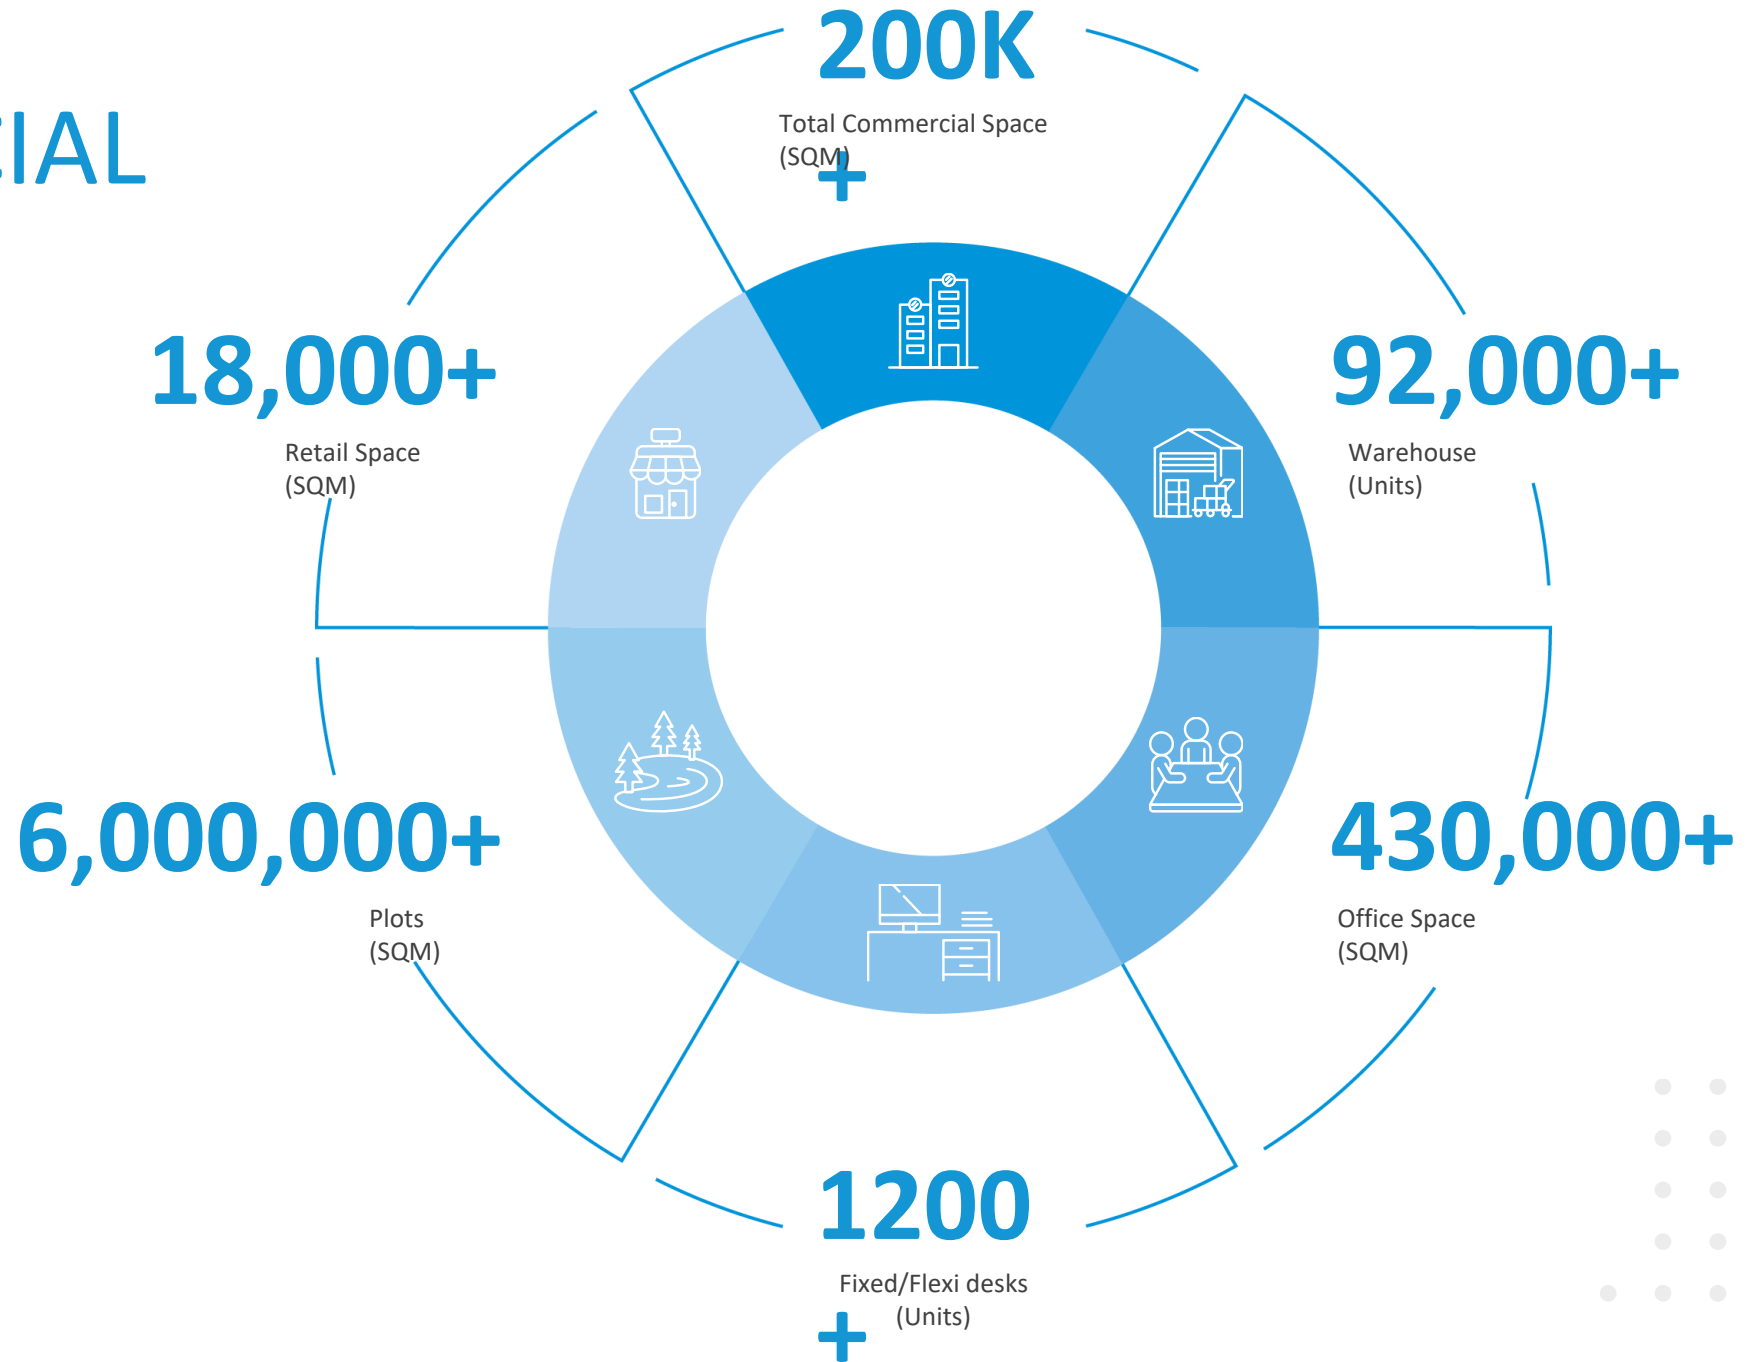 CIAL
200K
Total Commercial Space
(SQM)
+
18,000+
Retail Space
(SQM)
92,000+
Warehouse
(Units)
6,000,000+
Plots
(SQM)
430,000+
Office Space
(SQM)
1200
Fixed/Flexi desks
(Units)
+